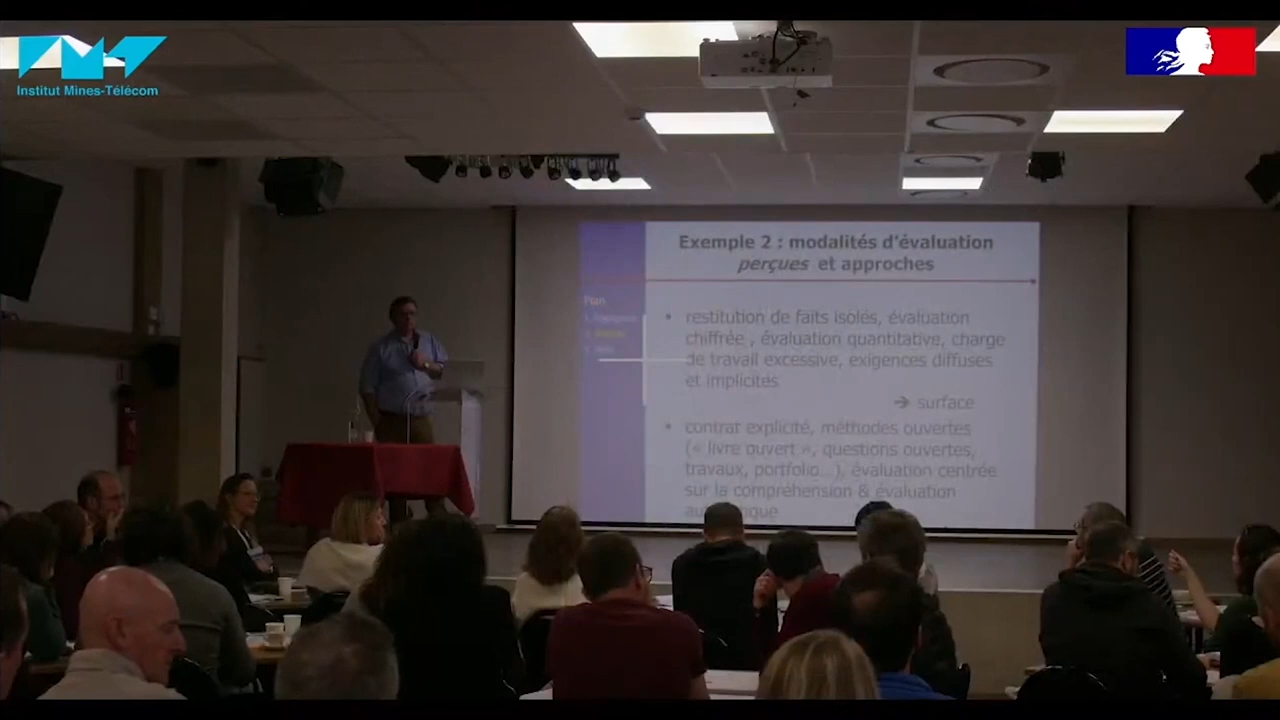 Institut Mines-Télécom
Exemple 2 : modalités d'évaluation
perçues et approches
Plan
• restitution de faits isolés, évaluation
chiffrée , évaluation quantitative, charge
de travail excessive, exigences diffuses
et implicites
➔ surface
• contrat explicité, méthodes ouvertes
(« livre ouvert », questions ouvertes,
travaux, portfolio…), évaluation centrée
sur la compréhension & évaluation